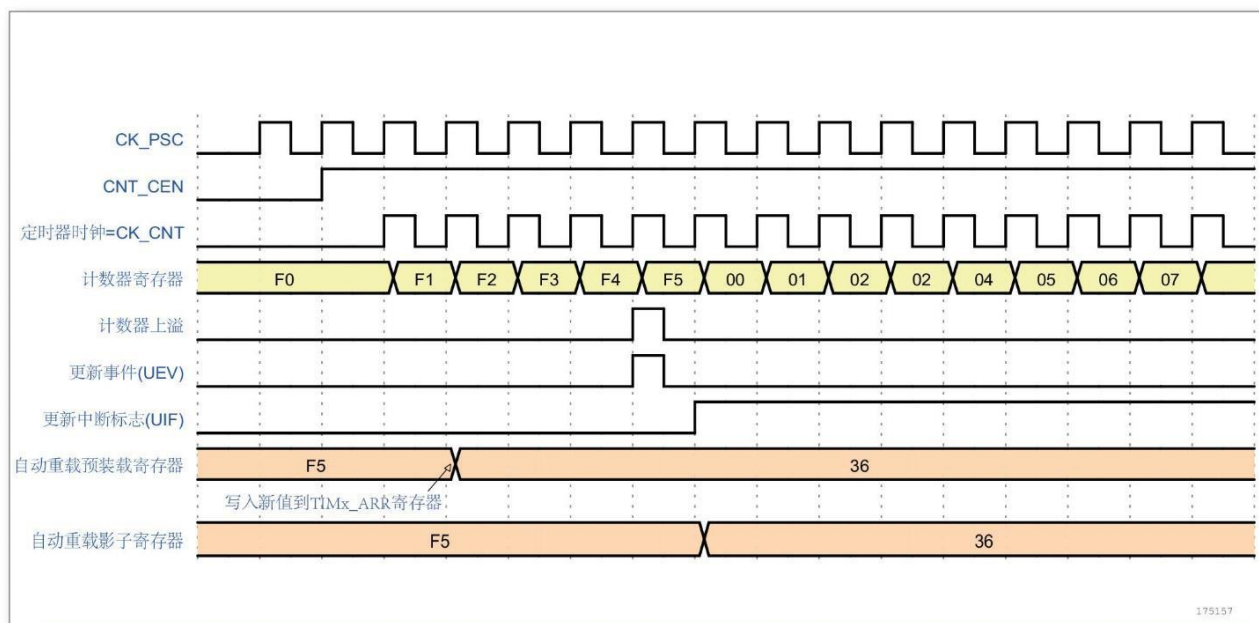 CK_PSC
CNT_CEN
定时器时钟=CK_CNT
计数器寄存器 F0 F1 F2 F3 F4 F5 00 01 02 02 04 05 06 07
计数器上溢
更新事件(UEV)
更新中断标志(UIF)
自动重载预装载寄存器 F5 36
写入新值到TIMx_ARR寄存器
自动重载影子寄存器 F5 36
175157